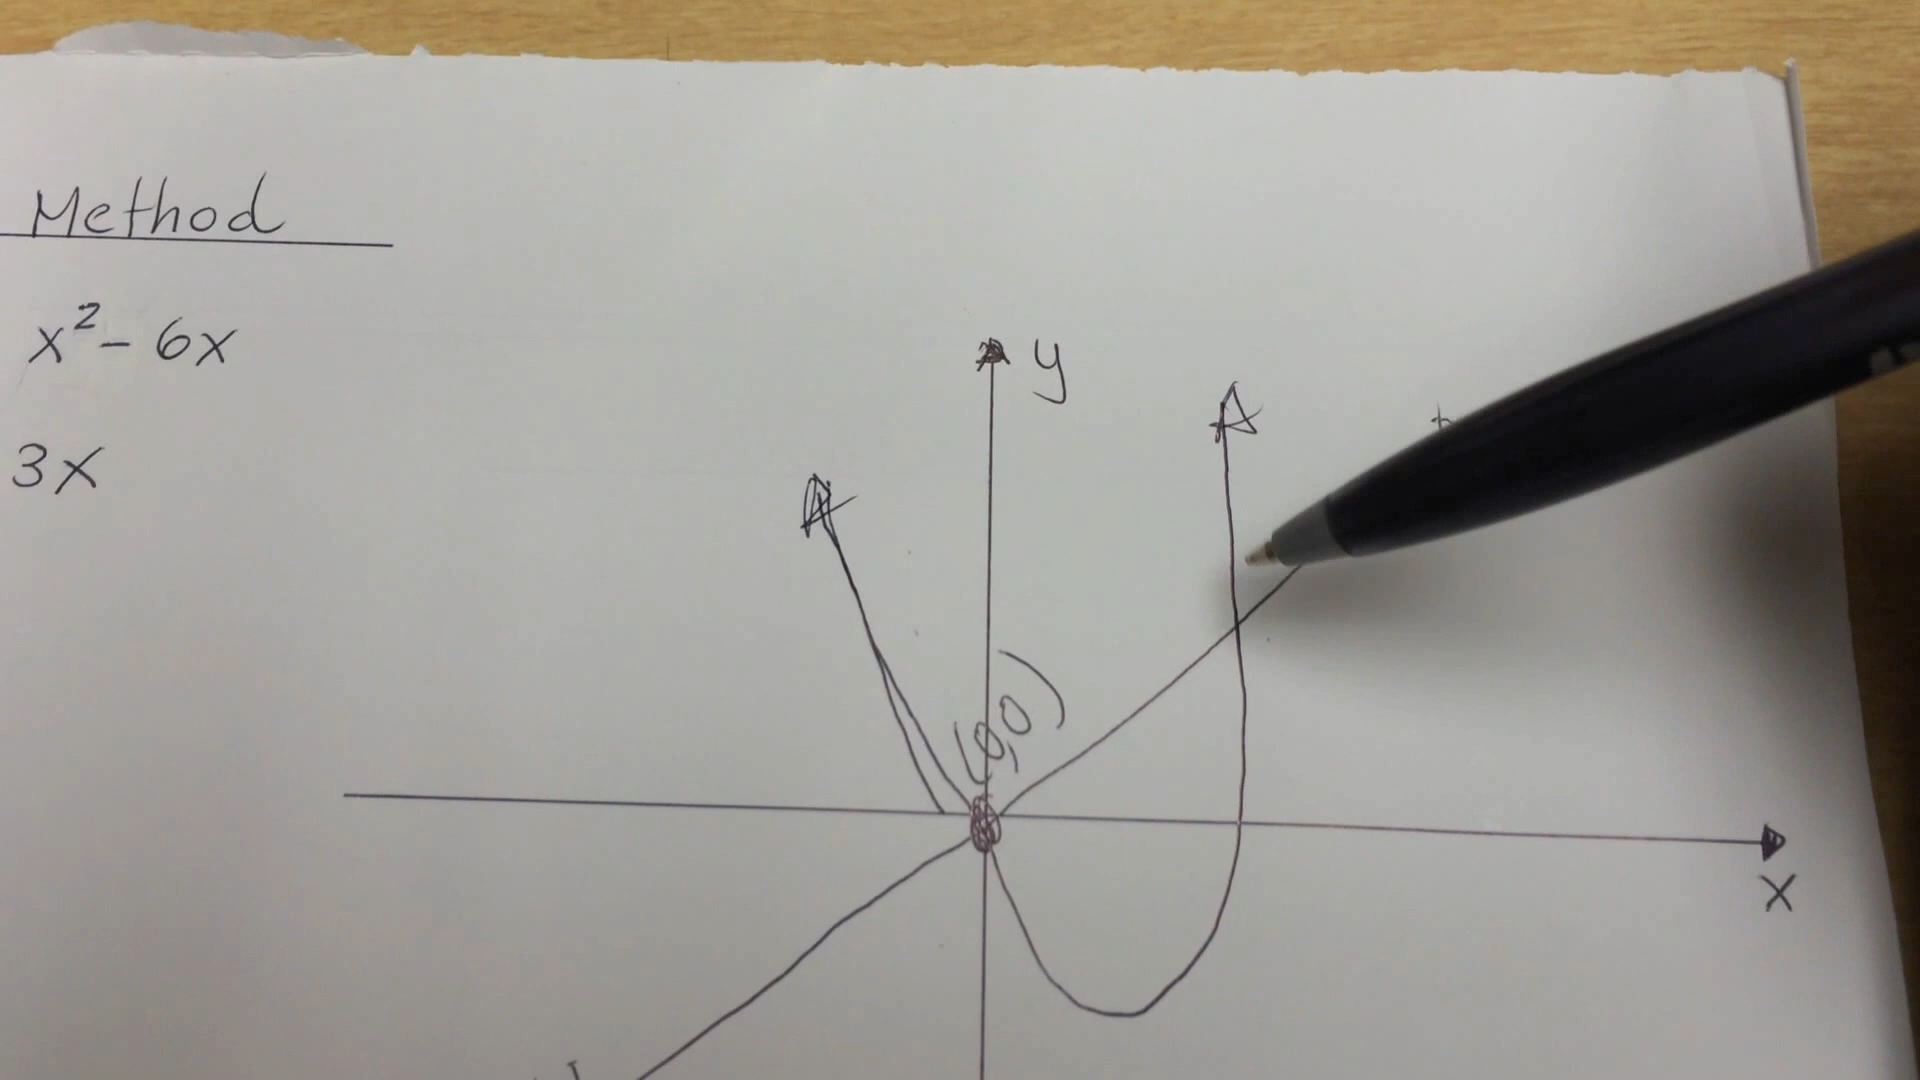 Method
x² - 6x
3x
y
(0,0)
x